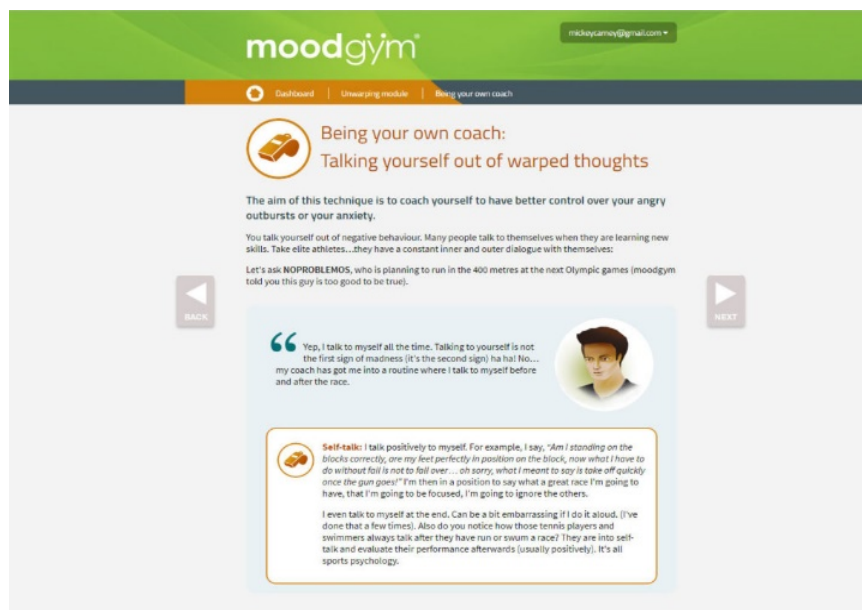 mickeycarney@gmail.com
moodgym
Dashboard | Unwarping module | Being your own coach
Being your own coach:
Talking yourself out of warped thoughts
The aim of this technique is to coach yourself to have better control over your angry
outbursts or your anxiety.
You talk yourself out of negative behaviour. Many people talk to themselves when they are learning new
skills. Take elite athletes...they have a constant inner and outer dialogue with themselves:
Let's ask NOPROBLEMOS, who is planning to run in the 400 metres at the next Olympic games (moodgym
told you this guy is too good to be true).
BACK
NEXT
Yep, I talk to myself all the time. Talking to yourself is not
the first sign of madness (it's the second sign) ha ha! No...
my coach has got me into a routine where I talk to myself before
and after the race.
Self-talk: I talk positively to myself. For example, I say, "Am I standing on the
blocks correctly, are my feet perfectly in position on the block, now what I have to
do without fail is not to fall over... oh sorry, what I meant to say is take off quickly
once the gun goes!" I'm then in a position to say what a great race I'm going to
have, that I'm going to be focused, I'm going to ignore the others.
I even talk to myself at the end. Can be a bit embarrassing if I do it aloud. (I've
done that a few times). Also do you notice how those tennis players and
swimmers always talk after they have run or swum a race? They are into self-
talk and evaluate their performance afterwards (usually positively). It's all
sports psychology.